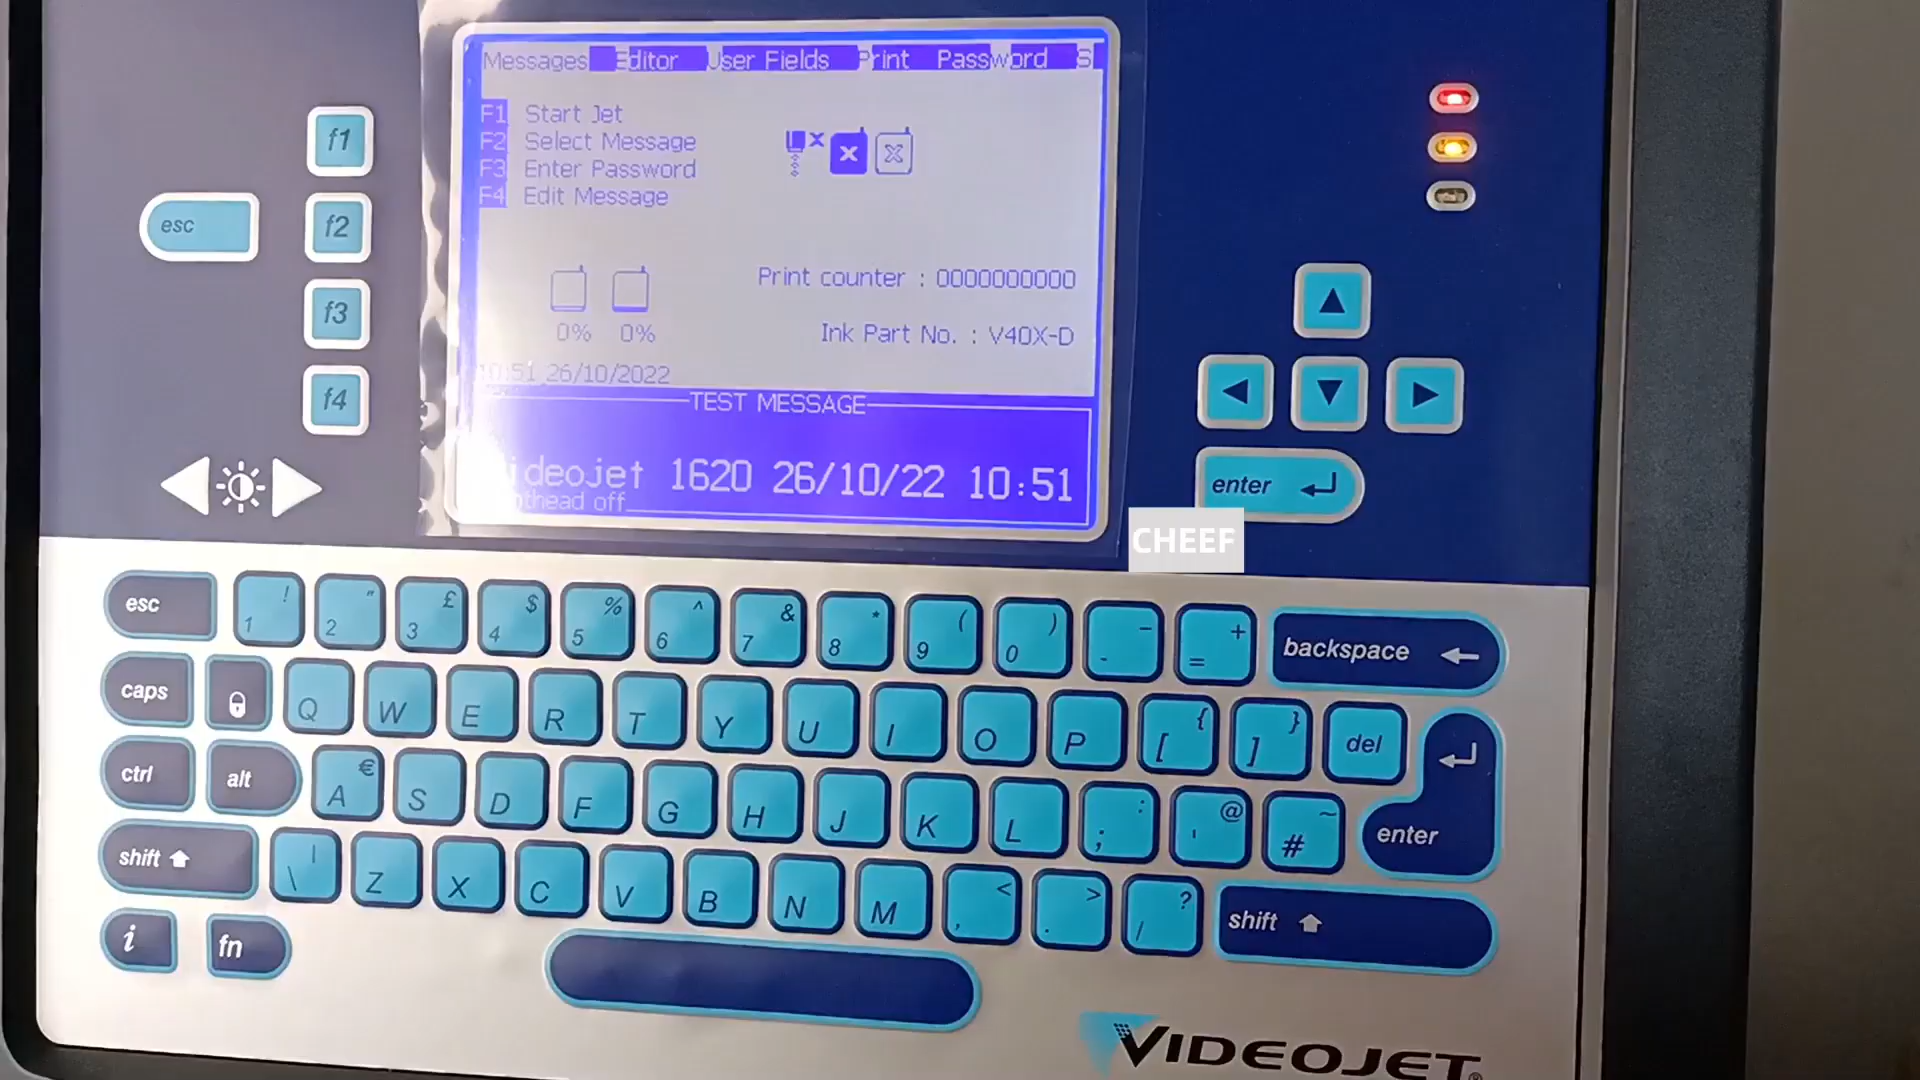 Messages Editor User Fields Print Password S
F1 Start Jet
F2 Select Message
F3 Enter Password
F4 Edit Message
Print counter : 0000000000
0% 0%
Ink Part No. : V40X-D
10:51 26/10/2022
TEST MESSAGE
ideojet 1620 26/10/22 10:51
thead off
f1
f2
f3
f4
esc
enter
CHEEF
esc ! 1 " 2 £ 3 $ 4 % 5 ^ 6 & 7 * 8 ( 9 ) 0 _ - + = backspace
caps Q W E R T Y U I O P { [ } ] del
ctrl alt A € S D F G H J K L : ; @ ' ~ # enter
shift | \ Z X C V B N M < , > . ? / shift
i fn
VIDEOJET